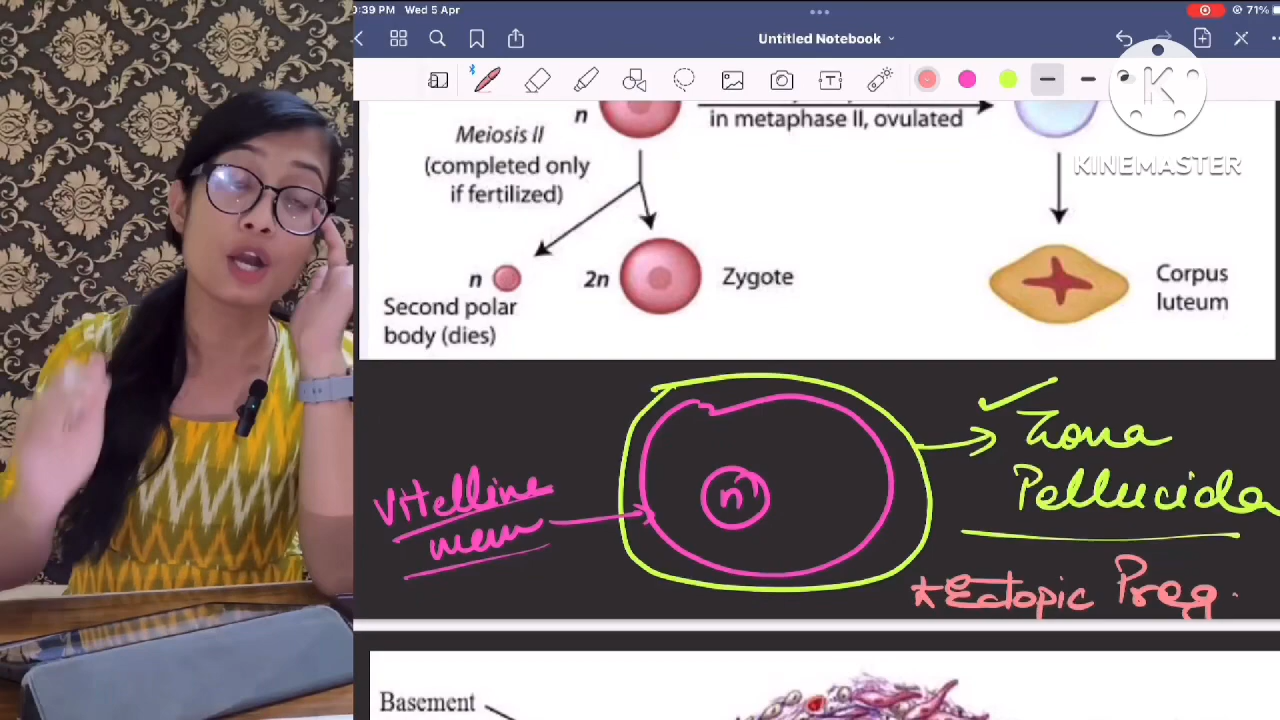 0:39 PM Wed 5 Apr
71%
Untitled Notebook
KINEMASTER
n
in metaphase II, ovulated
Meiosis II
(completed only
if fertilized)
n
2n
Zygote
Second polar
body (dies)
Corpus
luteum
Vitelline
mem
n
Zona
Pellucida
*Ectopic Preg.
Basement